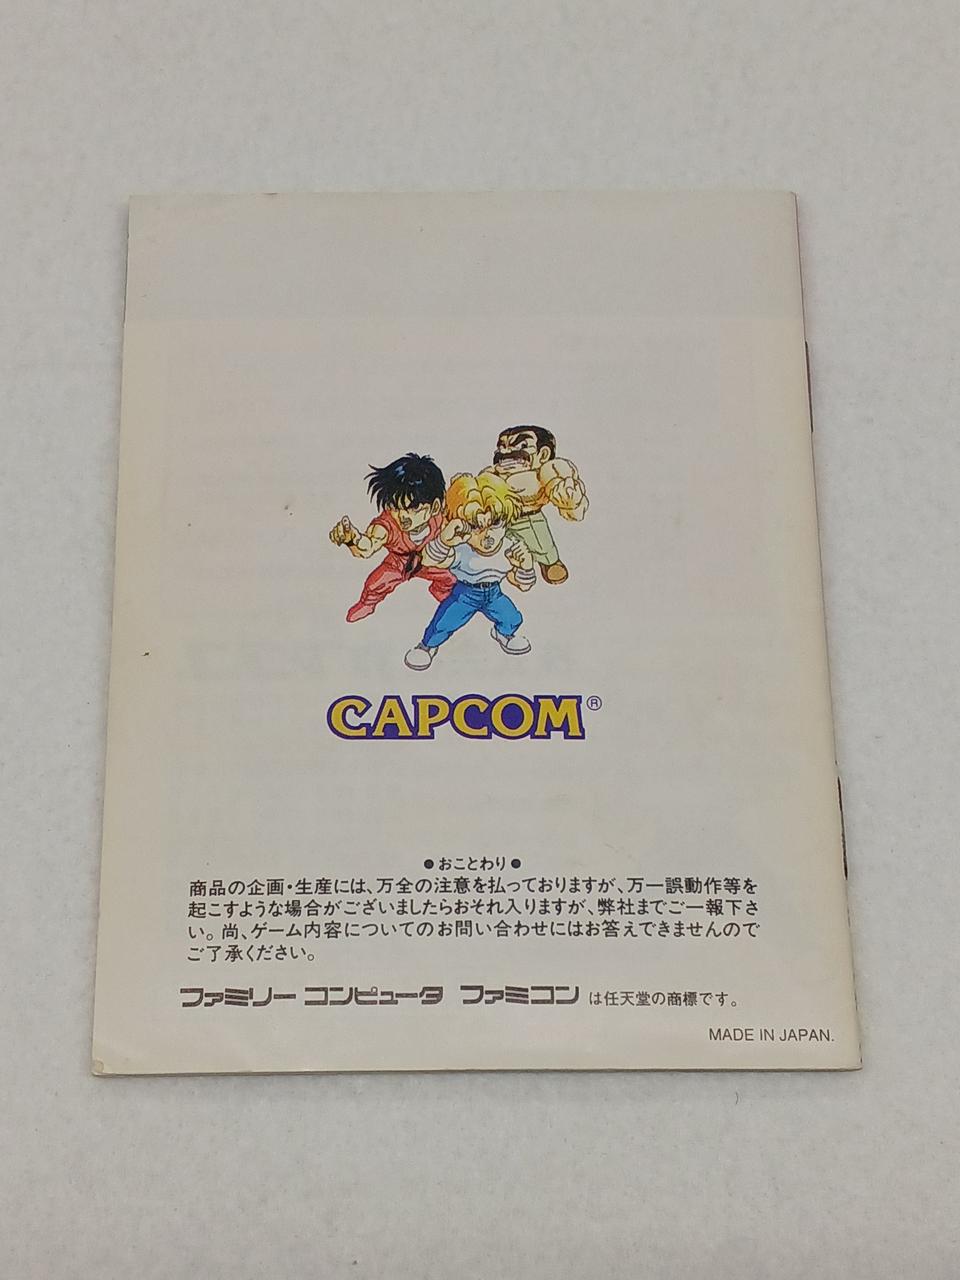 CAPCOM®
●おことわり●
商品の企画・生産には、万全の注意を払っておりますが、万一誤動作等を
起こすような場合がございましたらおそれ入りますが、弊社までご一報下さ
い。尚、ゲーム内容についてのお問い合わせにはお答えできませんので
ご了承ください。
ファミリーコンピュータ ファミコン は任天堂の商標です。
MADE IN JAPAN.